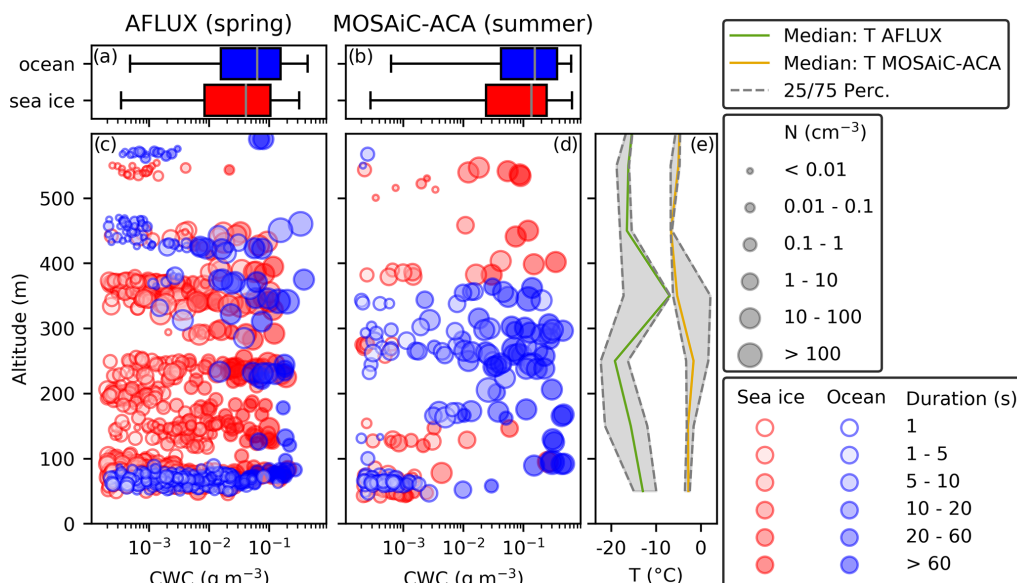 AFLUX (spring)
MOSAiC-ACA (summer)
(a)
(b)
ocean
sea ice
Median: T AFLUX
Median: T MOSAiC-ACA
25/75 Perc.
(c)
(d)
(e)
Altitude (m)
500
400
300
200
100
0
10⁻³ 10⁻² 10⁻¹
10⁻³ 10⁻² 10⁻¹
-20 -10 0
CWC (g m⁻³)
CWC (g m⁻³)
T (°C)
N (cm⁻³)
< 0.01
0.01 - 0.1
0.1 - 1
1 - 10
10 - 100
> 100
Sea ice Ocean Duration (s)
1
1 - 5
5 - 10
10 - 20
20 - 60
> 60